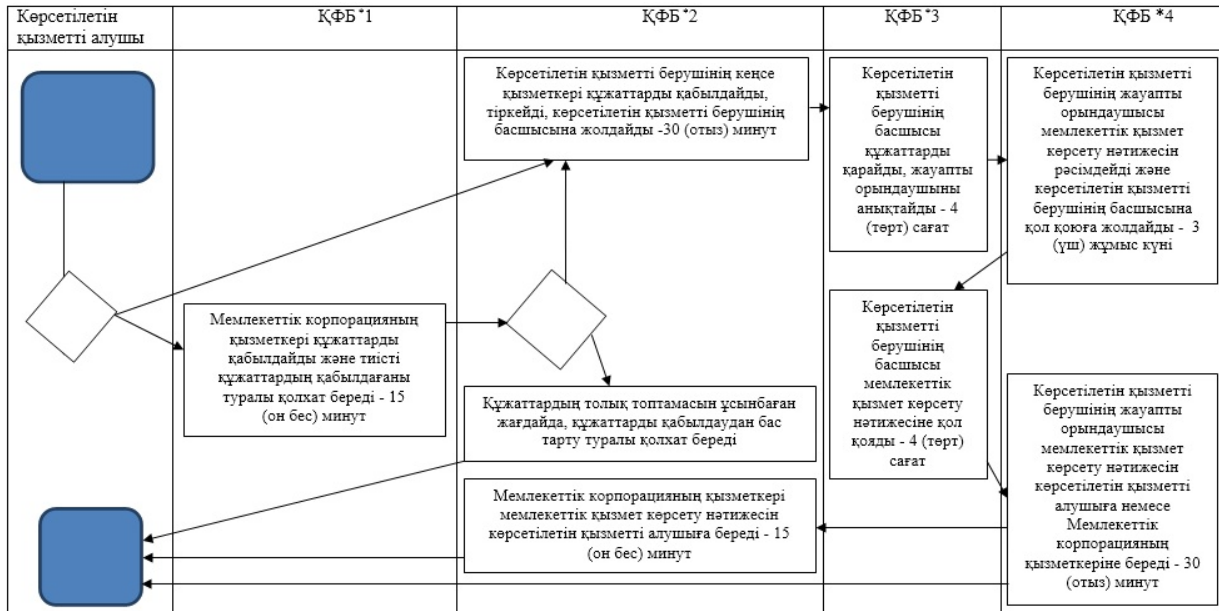 Көрсетілетін
қызметті алушы
ҚФБ*1
ҚФБ*2
ҚФБ*3
ҚФБ *4
Көрсетілетін қызметті берушінің кеңсе
қызметкері құжаттарды қабылдайды,
тіркейді, көрсетілетін қызметті берушінің
басшысына жолдайды -30 (отыз) минут
Көрсетілетін
қызметті
берушінің
басшысы
құжаттарды
қарайды, жауапты
орындаушыны
анықтайды - 4
(төрт) сағат
Көрсетілетін қызметті
берушінің жауапты
орындаушысы
мемлекеттік қызмет
көрсету нәтижесін
рәсімдейді және
көрсетілетін қызметті
берушінің басшысына
қол қоюға жолдайды - 3
(үш) жұмыс күні
Мемлекеттік корпорацияның
қызметкері құжаттарды
қабылдайды және тиісті
құжаттардың қабылдағаны
туралы қолхат береді - 15
(он бес) минут
Көрсетілетін
қызметті
берушінің
басшысы
мемлекеттік
қызмет көрсету
нәтижесіне қол
қояды - 4 (төрт)
сағат
Құжаттардың толық топтамасын ұсынбаған
жағдайда, құжаттарды қабылдаудан бас
тарту туралы қолхат береді
Көрсетілетін қызметті
берушінің жауапты
орындаушысы
мемлекеттік қызмет
көрсету нәтижесін
көрсетілетін қызметті
алушыға немесе
Мемлекеттік
корпорацияның
қызметкеріне береді - 30
(отыз) минут
Мемлекеттік корпорацияның қызметкері
мемлекеттік қызмет көрсету нәтижесін
көрсетілетін қызметті алушыға береді - 15
(он бес) минут